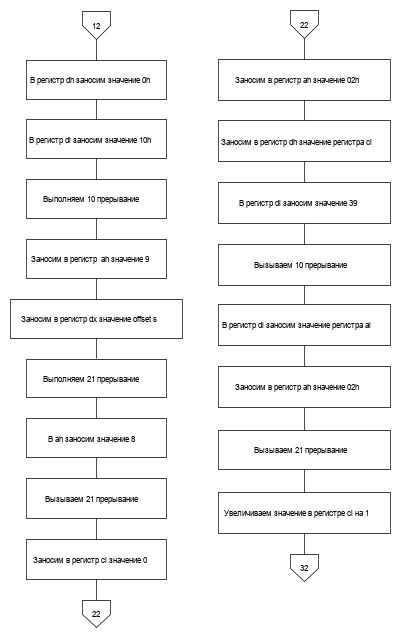 12
В регистр dh заносим значение 0h
В регистр dl заносим значение 10h
Выполняем 10 прерывание
Заносим в регистр ah значение 9
Заносим в регистр dx значение offset s
Выполняем 21 прерывание
В ah заносим значение 8
Вызываем 21 прерывание
Заносим в регистр cl значение 0
22
22
Заносим в регистр ah значение 02h
Заносим в регистр dh значение регистра cl
В регистр dl заносим значение 39
Вызываем 10 прерывание
В регистр dl заносим значение регистра al
Заносим в регистр ah значение 02h
Вызываем 21 прерывание
Увеличиваем значение в регистре cl на 1
32